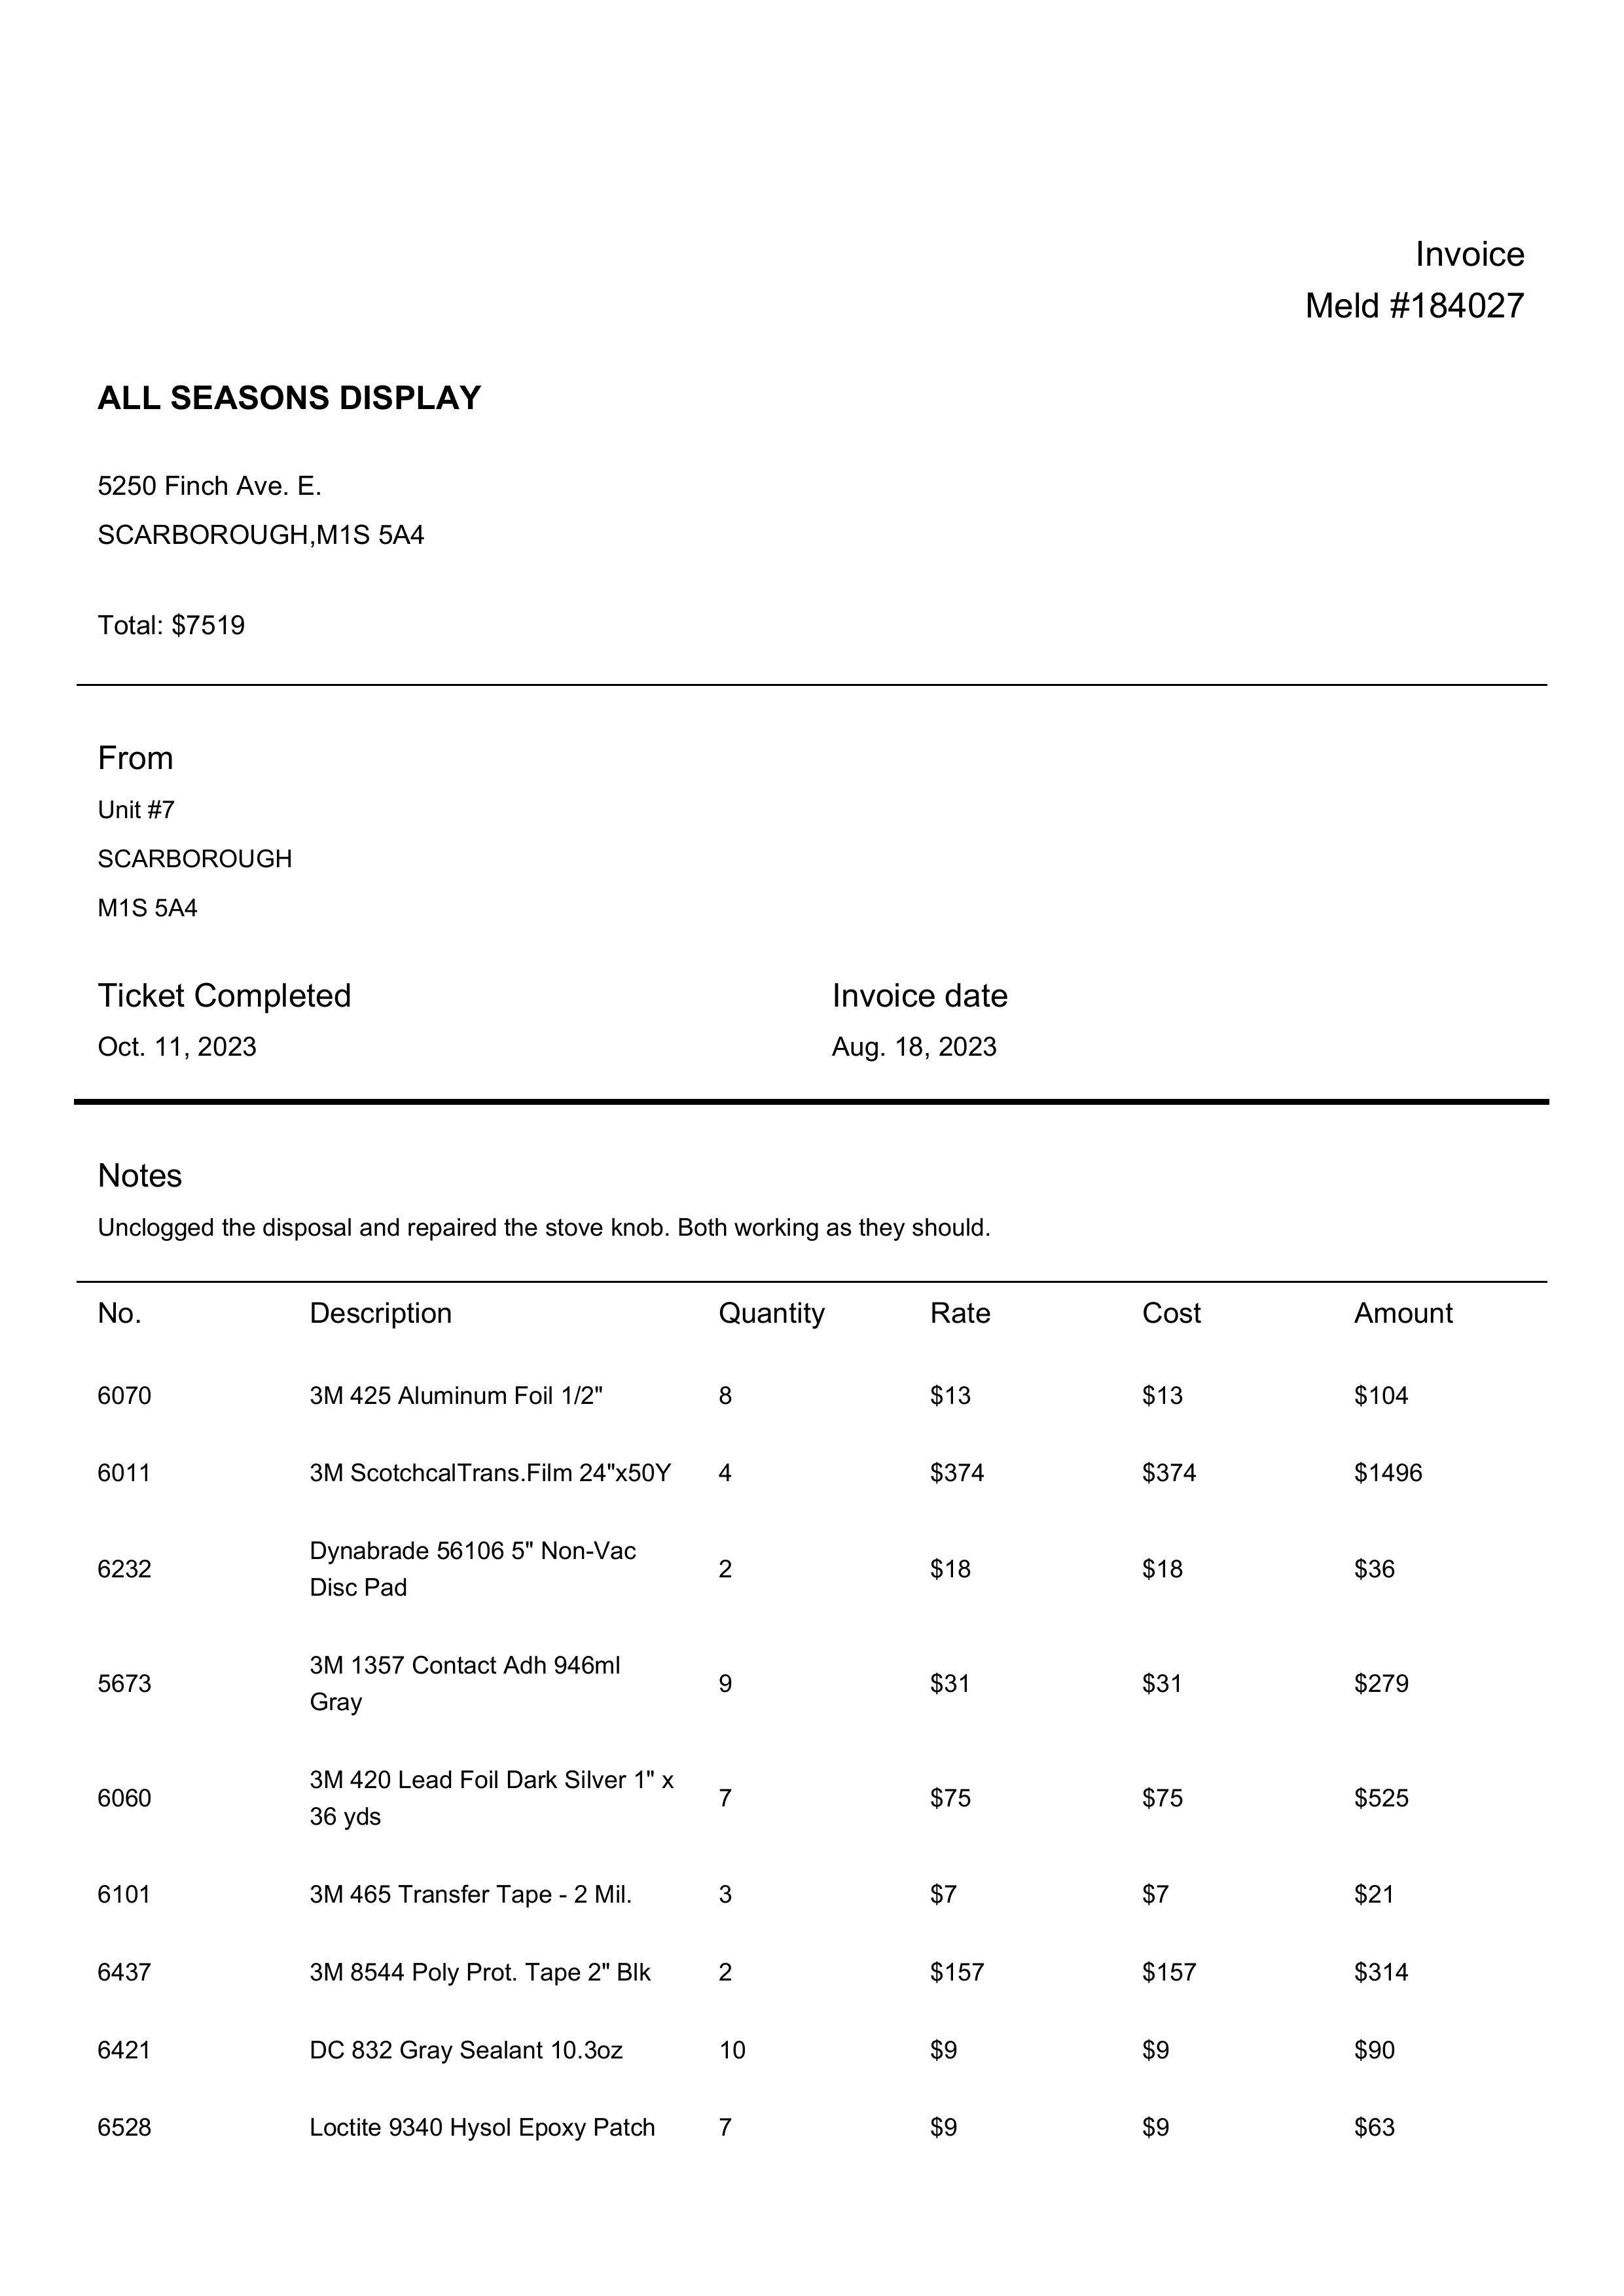 Invoice
Meld #184027
ALL SEASONS DISPLAY
5250 Finch Ave. E.
SCARBOROUGH,M1S 5A4
Total: $7519
From
Unit #7
SCARBOROUGH
M1S 5A4
Ticket Completed Invoice date
Oct. 11, 2023 Aug. 18, 2023
Notes
Unclogged the disposal and repaired the stove knob. Both working as they should.
No. Description Quantity Rate Cost Amount
6070 3M 425 Aluminum Foil 1/2" 8 $13 $13 $104
6011 3M ScotchcalTrans.Film 24"x50Y 4 $374 $374 $1496
Dynabrade 56106 5" Non-Vac
6232 2 $18 $18 $36
Disc Pad
3M 1357 Contact Adh 946ml
5673 9 $31 $31 $279
Gray
3M 420 Lead Foil Dark Silver 1" x
6060 7 $75 $75 $525
36 yds
6101 3M 465 Transfer Tape - 2 Mil. 3 $7 $7 $21
6437 3M 8544 Poly Prot. Tape 2" Blk 2 $157 $157 $314
6421 DC 832 Gray Sealant 10.3oz 10 $9 $9 $90
6528 Loctite 9340 Hysol Epoxy Patch 7 $9 $9 $63